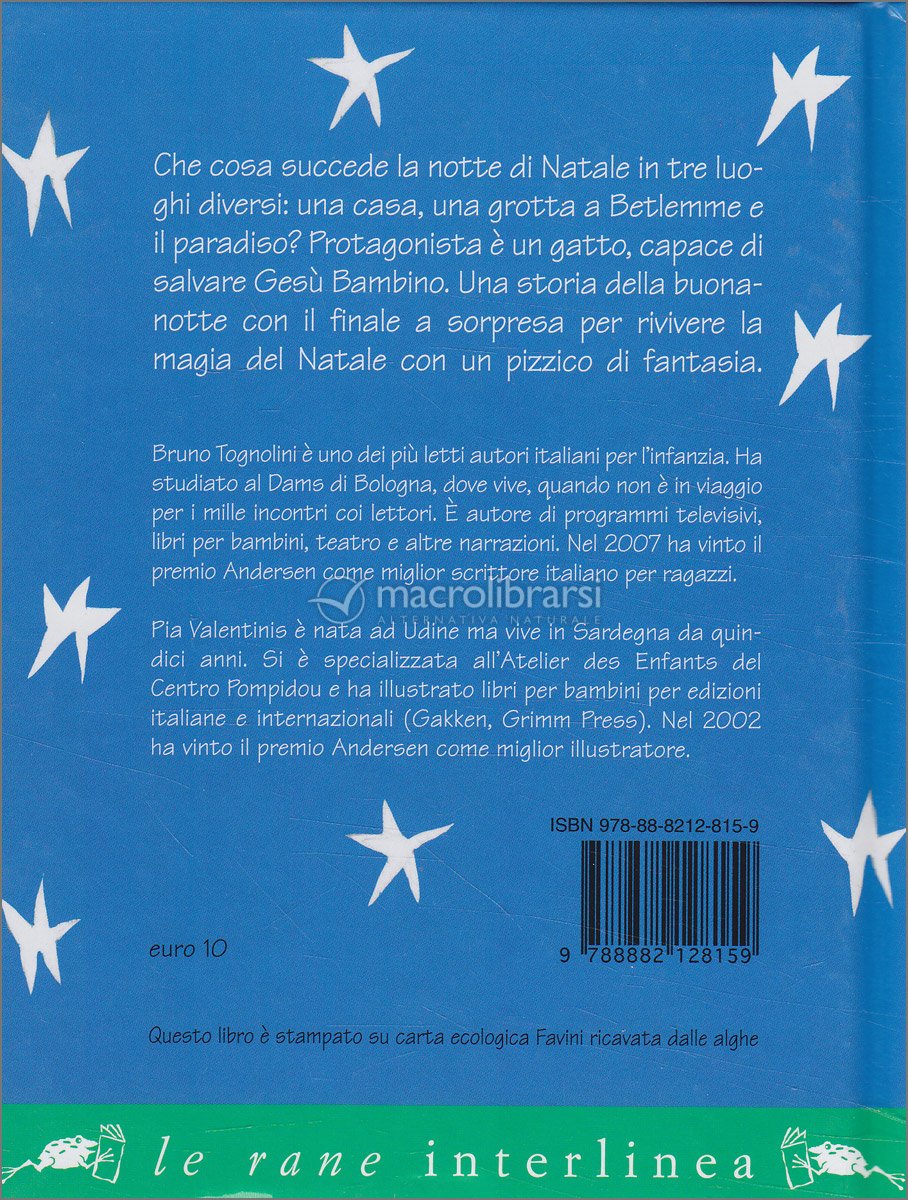 Che cosa succede la notte di Natale in tre luo-
ghi diversi: una casa, una grotta a Betlemme e
il paradiso? Protagonista è un gatto, capace di
salvare Gesù Bambino. Una storia della buona-
notte con il finale a sorpresa per rivivere la
magia del Natale con un pizzico di fantasia.
Bruno Tognolini è uno dei più letti autori italiani per l'infanzia. Ha
studiato al Dams di Bologna, dove vive, quando non è in viaggio
per i mille incontri coi lettori. È autore di programmi televisivi,
libri per bambini, teatro e altre narrazioni. Nel 2007 ha vinto il
premio Andersen come miglior scrittore italiano per ragazzi.
macrolibrarsi
ALTERNATIVA NATURALE
Pia Valentinis è nata ad Udine ma vive in Sardegna da quin-
dici anni. Si è specializzata all'Atelier des Enfants del
Centro Pompidou e ha illustrato libri per bambini per edizioni
italiane e internazionali (Gakken, Grimm Press). Nel 2002
ha vinto il premio Andersen come miglior illustratore.
ISBN 978-88-8212-815-9
9 788882 128159
euro 10
Questo libro è stampato su carta ecologica Favini ricavata dalle alghe
le rane interlinea